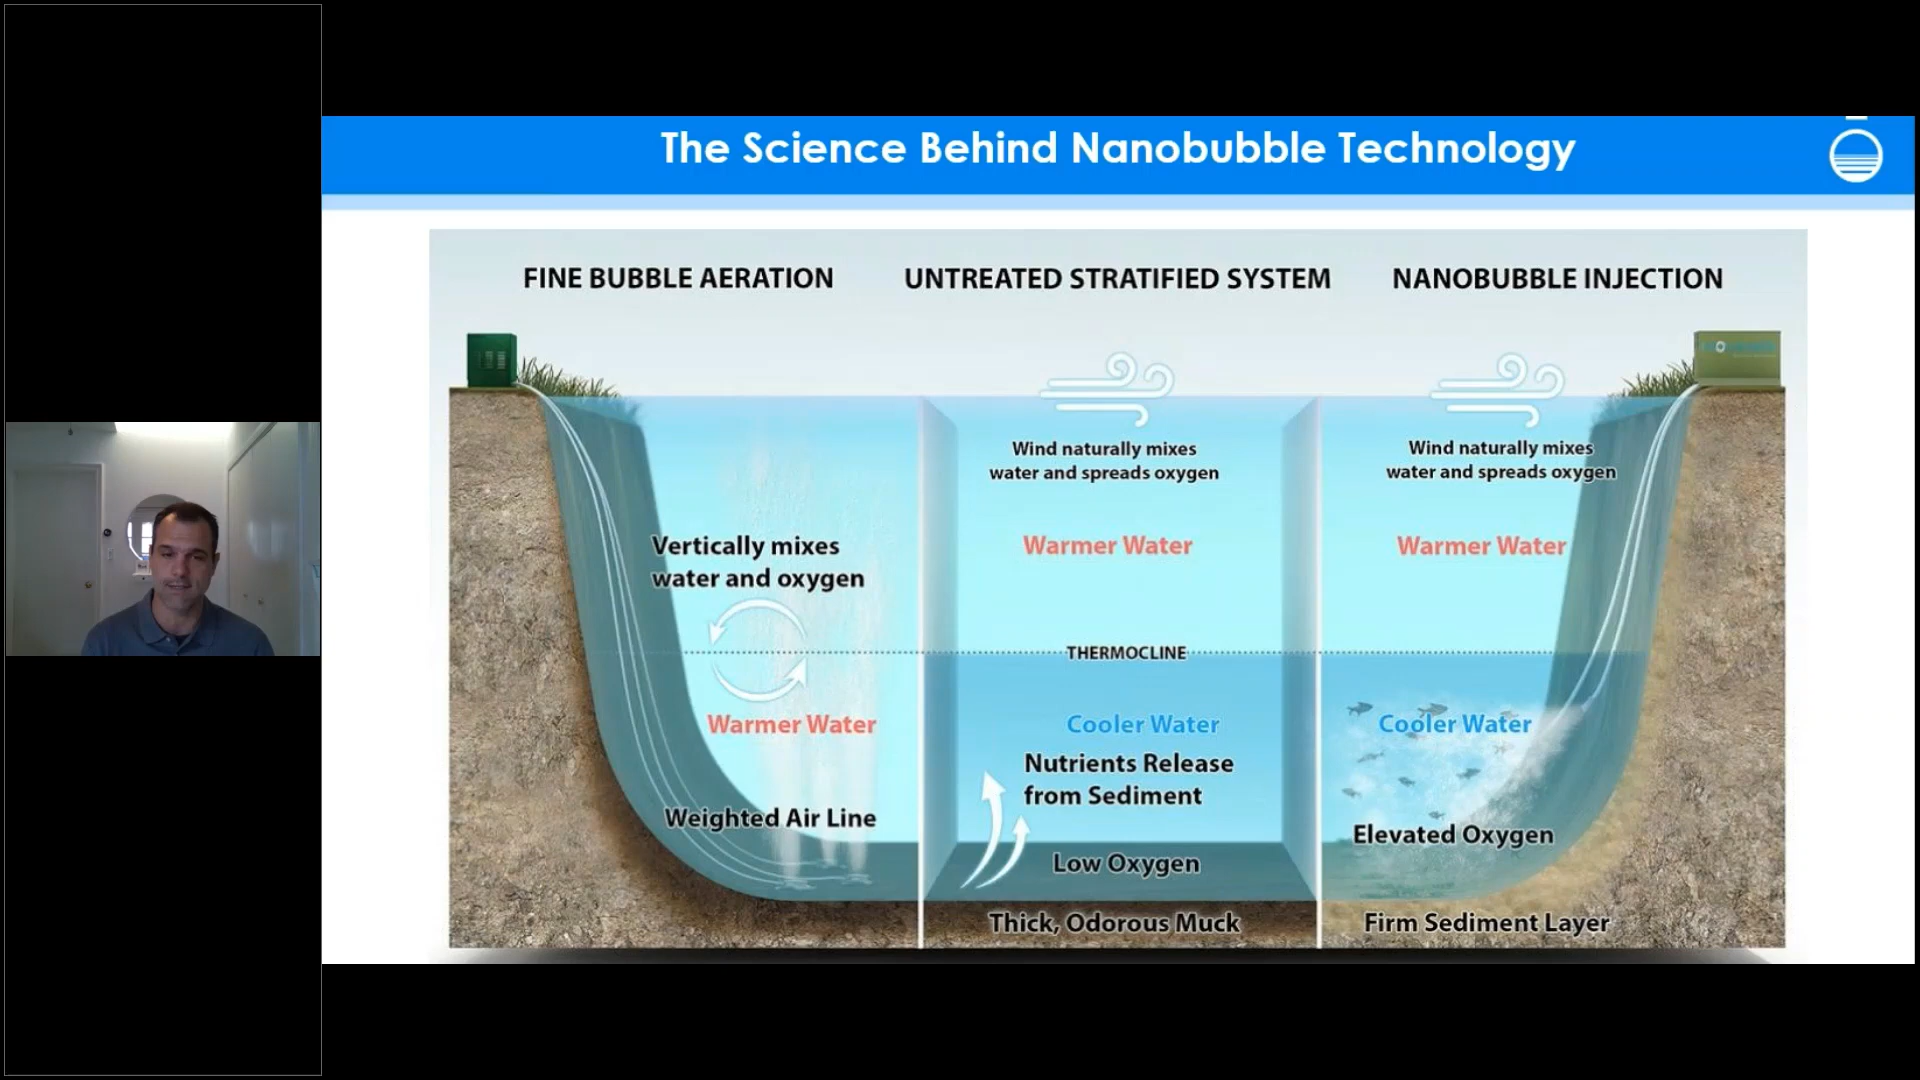 The Science Behind Nanobubble Technology
FINE BUBBLE AERATION
Vertically mixes
water and oxygen
Warmer Water
Weighted Air Line
UNTREATED STRATIFIED SYSTEM
Wind naturally mixes
water and spreads oxygen
Warmer Water
THERMOCLINE
Cooler Water
Nutrients Release
from Sediment
Low Oxygen
Thick, Odorous Muck
NANOBUBBLE INJECTION
Wind naturally mixes
water and spreads oxygen
Warmer Water
Cooler Water
Elevated Oxygen
Firm Sediment Layer